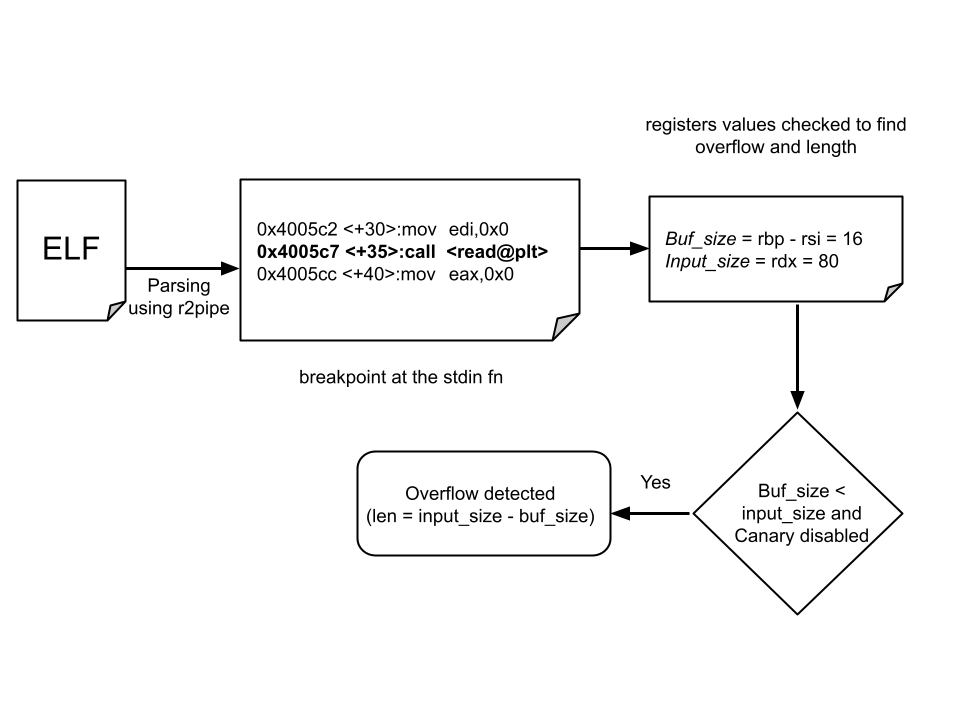 registers values checked to find
overflow and length
ELF
Parsing
using r2pipe
0x4005c2 <+30>:mov edi,0x0
0x4005c7 <+35>:call <read@plt>
0x4005cc <+40>:mov eax,0x0
breakpoint at the stdin fn
Buf_size = rbp - rsi = 16
Input_size = rdx = 80
Buf_size <
input_size and
Canary disabled
Yes
Overflow detected
(len = input_size - buf_size)